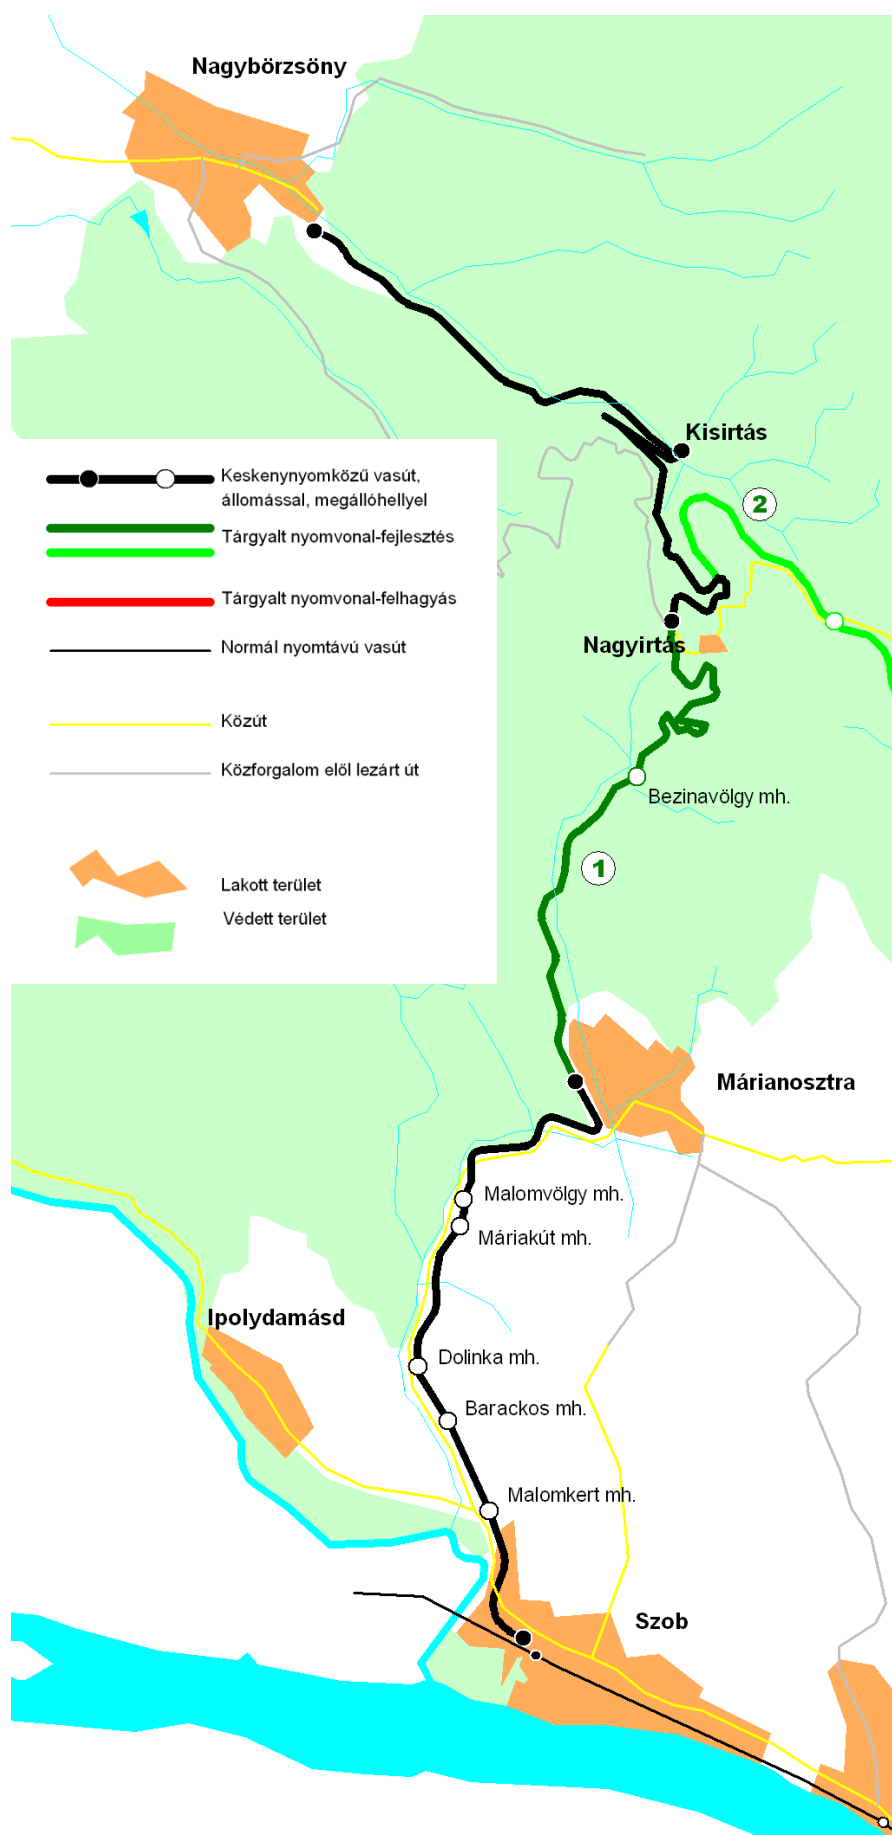 Nagybörzsöny
Kisirtás
Keskenynyomközű vasút,
állomással, megállóhellyel
2
Tárgyalt nyomvonal-fejlesztés
Tárgyalt nyomvonal-felhagyás
Normál nyomtávú vasút
Nagyirtás
Közút
Közforgalom elől lezárt út
Bezinavölgy mh.
1
Lakott terület
Védett terület
Márianosztra
Malomvölgy mh.
Máriakút mh.
Ipolydamásd
Dolinka mh.
Barackos mh.
Malomkert mh.
Szob